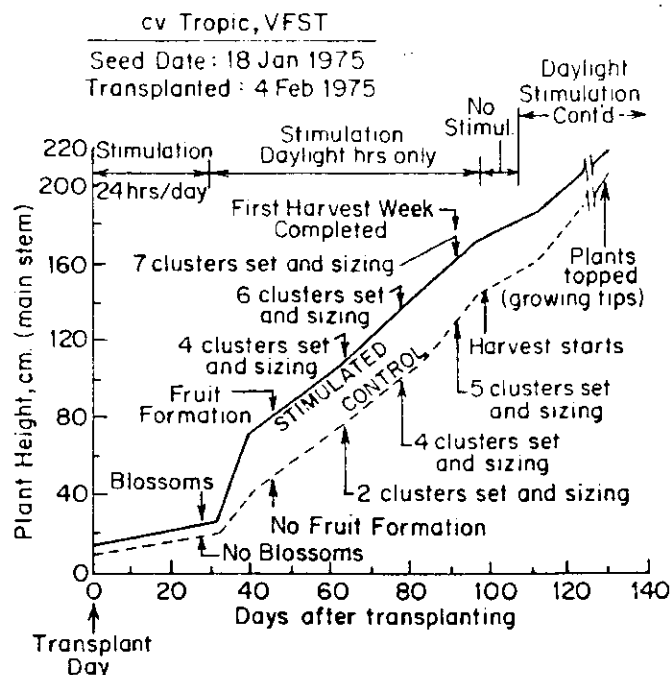 cv Tropic, VFST
Seed Date: 18 Jan 1975
Transplanted: 4 Feb 1975
Daylight
Stimulation
Cont'd
No
Stimul.
Stimulation
24 hrs/day
Stimulation
Daylight hrs only
First Harvest Week
Completed
7 clusters set and sizing
6 clusters set
and sizing
4 clusters set
and sizing
Fruit
Formation
Blossoms
STIMULATED
CONTROL
Plants
topped
(growing tips)
Harvest starts
5 clusters set
and sizing
4 clusters set
and sizing
2 clusters set and sizing
No Fruit Formation
No Blossoms
Plant Height, cm. (main stem)
220
200
160
120
80
40
0
0 20 40 60 80 100 120 140
Days after transplanting
Transplant
Day